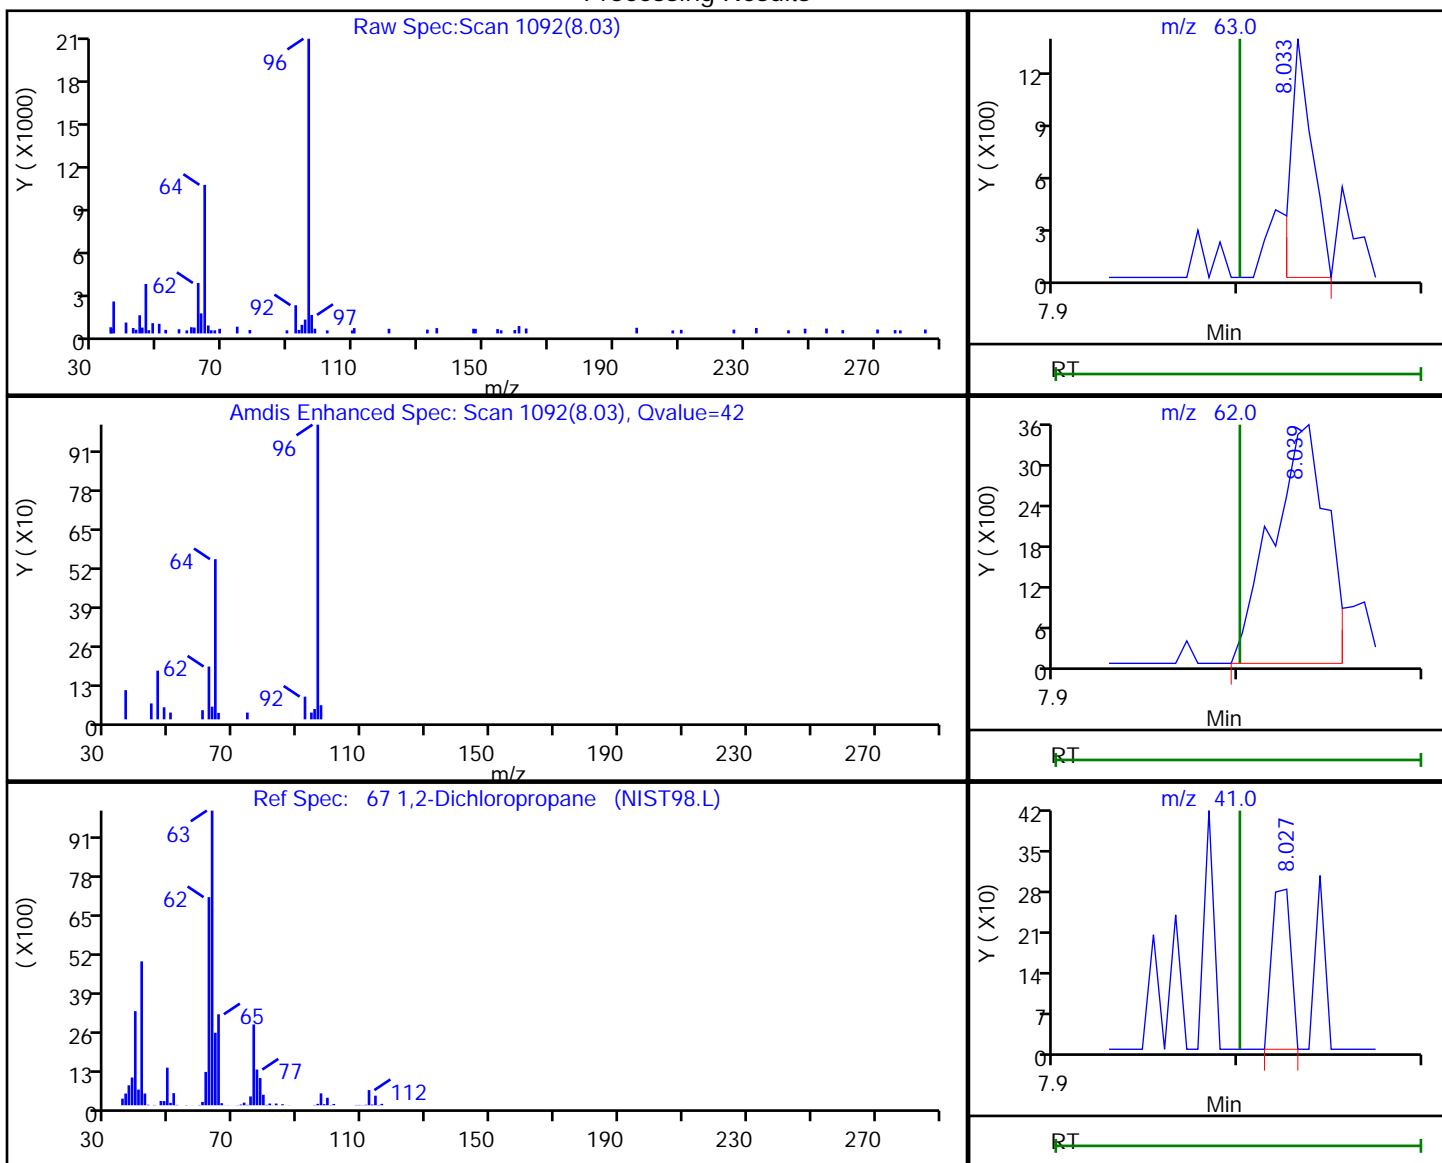 Processing Results
Raw Spec:Scan 1092(8.03)
Y ( X1000)
21
18
15
12
9
6
3
0
96
64
62
92
97
30 70 110 150 190 230 270
m/z
m/z 63.0
Y ( X100)
12
9
6
3
0
8.033
7.9
Min
RT
Amdis Enhanced Spec: Scan 1092(8.03), Qvalue=42
Y ( X10)
91
78
65
52
39
26
13
0
96
64
62
92
30 70 110 150 190 230 270
m/z
m/z 62.0
Y ( X100)
36
30
24
18
12
6
0
8.039
7.9
Min
RT
Ref Spec: 67 1,2-Dichloropropane (NIST98.L)
( X100)
91
78
65
52
39
26
13
0
63
62
65
77
112
30 70 110 150 190 230 270
m/z 41.0
Y ( X10)
42
35
28
21
14
7
0
8.027
7.9
Min
RT